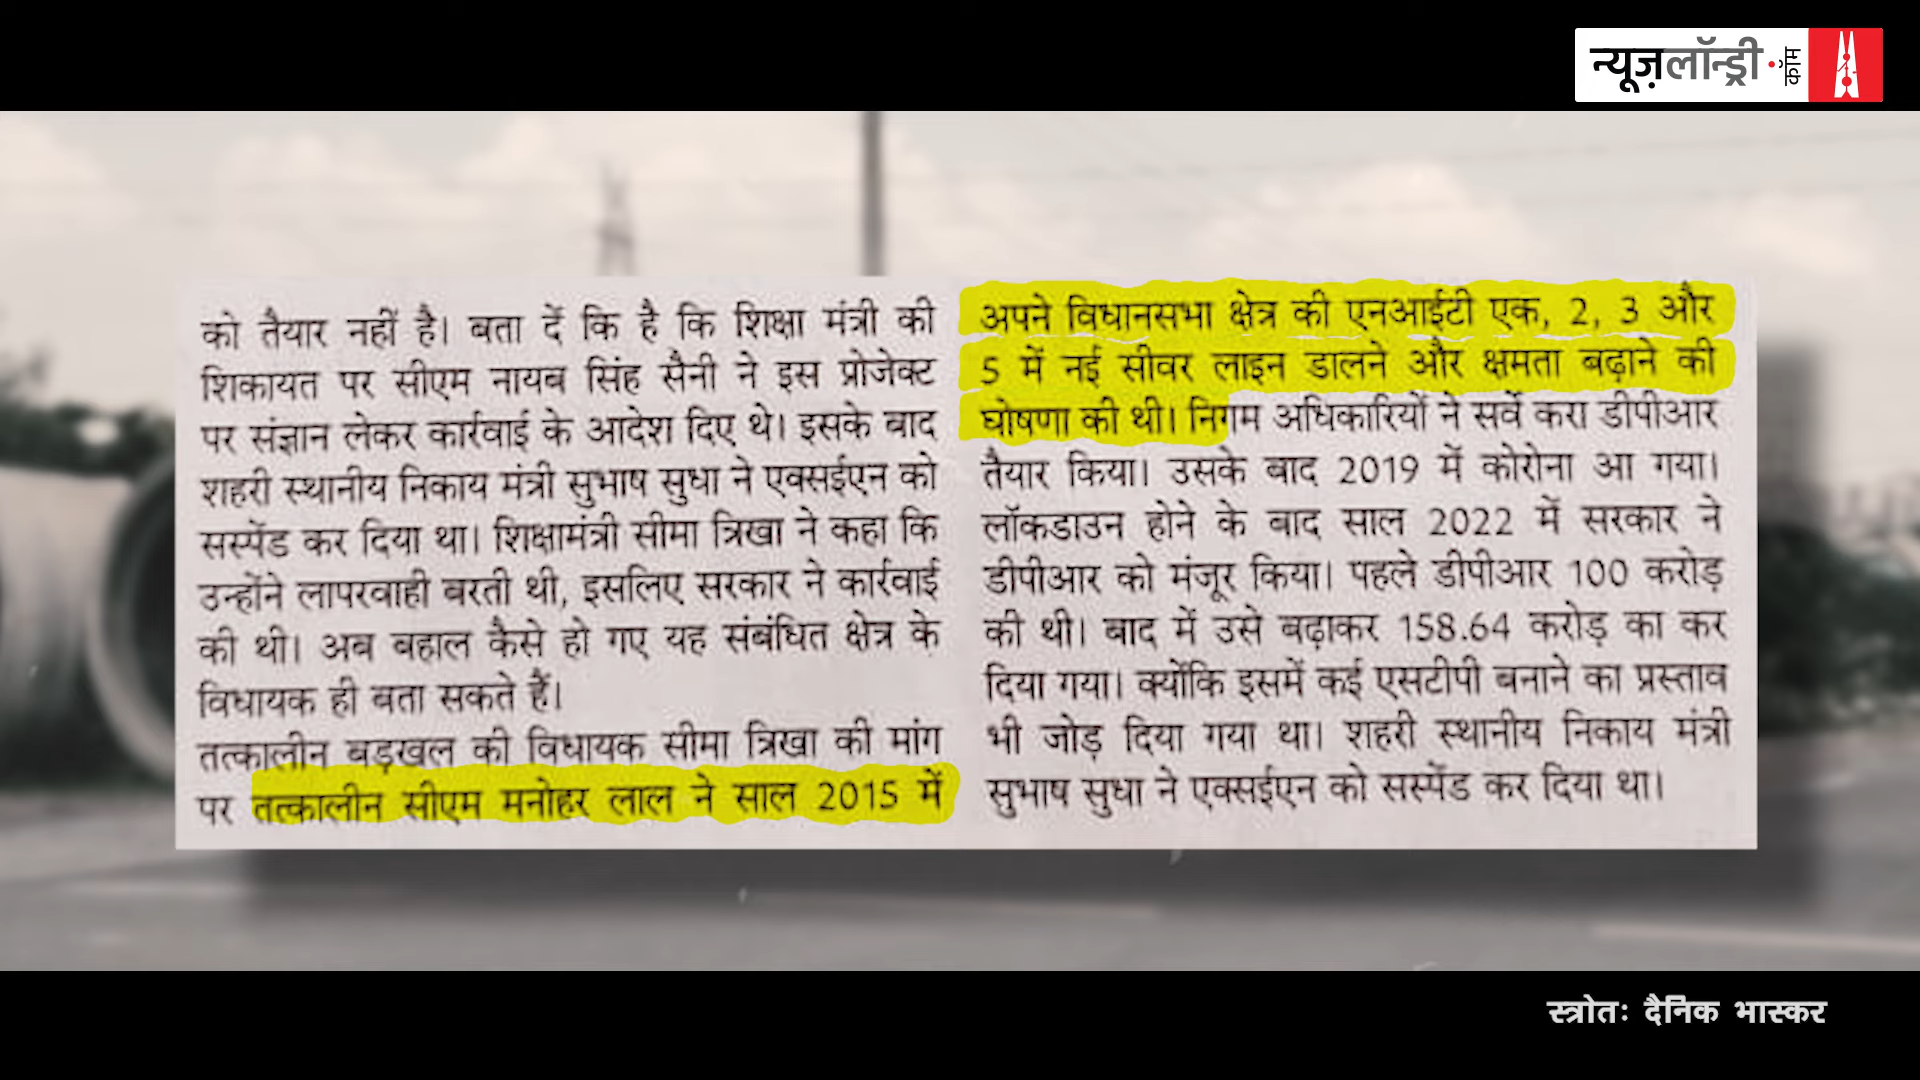 न्यूज़लॉन्ड्री.कॉम
को तैयार नहीं है। बता दें कि है कि शिक्षा मंत्री की
शिकायत पर सीएम नायब सिंह सैनी ने इस प्रोजेक्ट
पर संज्ञान लेकर कार्रवाई के आदेश दिए थे। इसके बाद
शहरी स्थानीय निकाय मंत्री सुभाष सुधा ने एक्सईएन को
सस्पेंड कर दिया था। शिक्षामंत्री सीमा त्रिखा ने कहा कि
उन्होंने लापरवाही बरती थी, इसलिए सरकार ने कार्रवाई
की थी। अब बहाल कैसे हो गए यह संबंधित क्षेत्र के
विधायक ही बता सकते हैं।
तत्कालीन बड़खल की विधायक सीमा त्रिखा की मांग
पर तत्कालीन सीएम मनोहर लाल ने साल 2015 में
अपने विधानसभा क्षेत्र की एनआईटी एक, 2, 3 और
5 में नई सीवर लाइन डालने और क्षमता बढ़ाने की
घोषणा की थी। निगम अधिकारियों ने सर्वे करा डीपीआर
तैयार किया। उसके बाद 2019 में कोरोना आ गया।
लॉकडाउन होने के बाद साल 2022 में सरकार ने
डीपीआर को मंजूर किया। पहले डीपीआर 100 करोड़
की थी। बाद में उसे बढ़ाकर 158.64 करोड़ का कर
दिया गया। क्योंकि इसमें कई एसटीपी बनाने का प्रस्ताव
भी जोड़ दिया गया था। शहरी स्थानीय निकाय मंत्री
सुभाष सुधा ने एक्सईएन को सस्पेंड कर दिया था।
स्त्रोतः दैनिक भास्कर